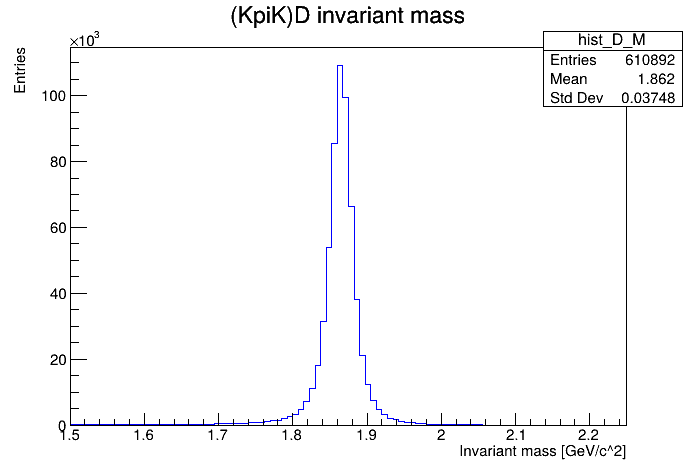 (KpiK)D invariant mass
×10^3
hist_D_M
Entries 610892
Mean 1.862
Std Dev 0.03748
Entries
100
80
60
40
20
0
1.5 1.6 1.7 1.8 1.9 2 2.1 2.2
Invariant mass [GeV/c^2]